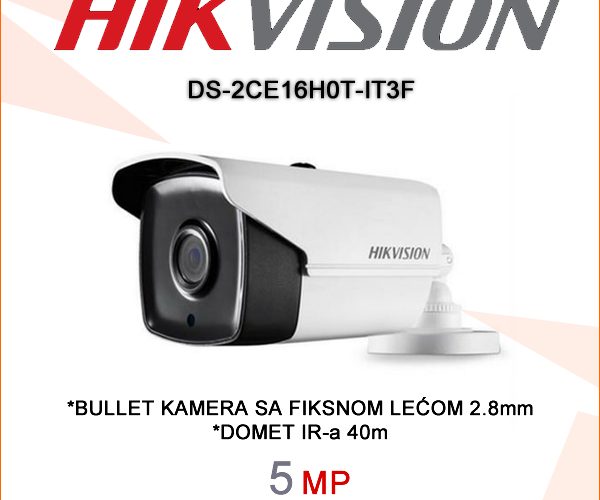 HIKVISION
DS-2CE16H0T-IT3F
HIKVISION
*BULLET KAMERA SA FIKSNOM LEĆOM 2.8mm
*DOMET IR-a 40m
5 MP